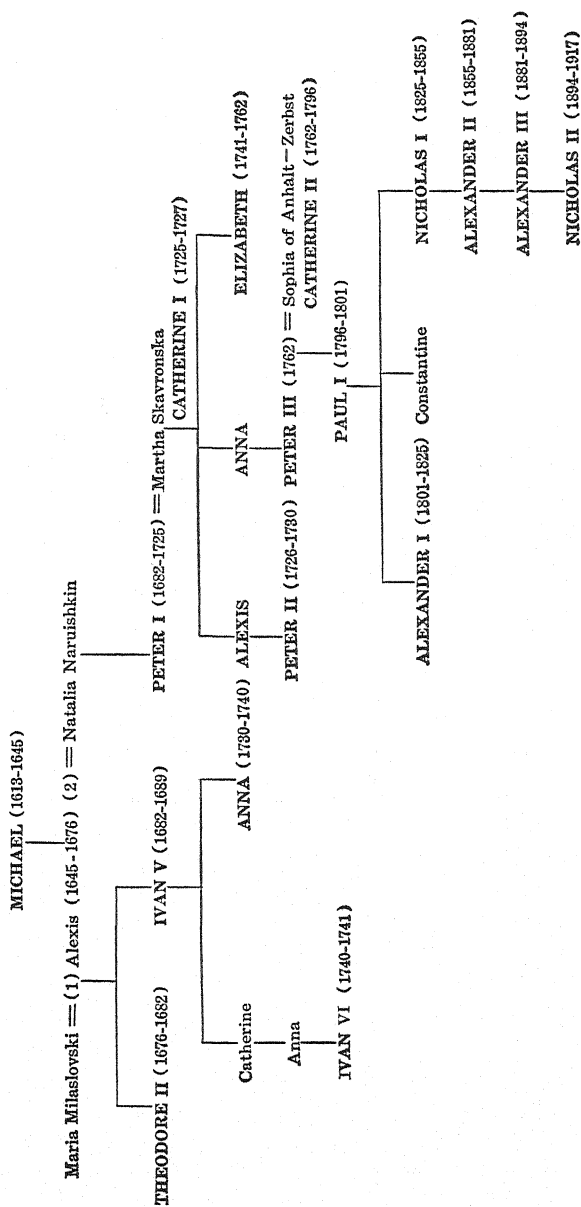 MICHAEL (1613-1645)
Maria Milaslovski = (1) Alexis (1645-1676) (2) = Natalia Naruishkin
THEODORE II (1676-1682) IVAN V (1682-1689) PETER I (1682-1725) = Martha Skavronska
CATHERINE I (1725-1727)
Catherine ANNA (1730-1740) ALEXIS ANNA ELIZABETH (1741-1762)
Anna PETER II (1726-1730) PETER III (1762) = Sophia of Anhalt-Zerbst
CATHERINE II (1762-1796)
IVAN VI (1740-1741) PAUL I (1796-1801)
ALEXANDER I (1801-1825) Constantine NICHOLAS I (1825-1855)
ALEXANDER II (1855-1881)
ALEXANDER III (1881-1894)
NICHOLAS II (1894-1917)